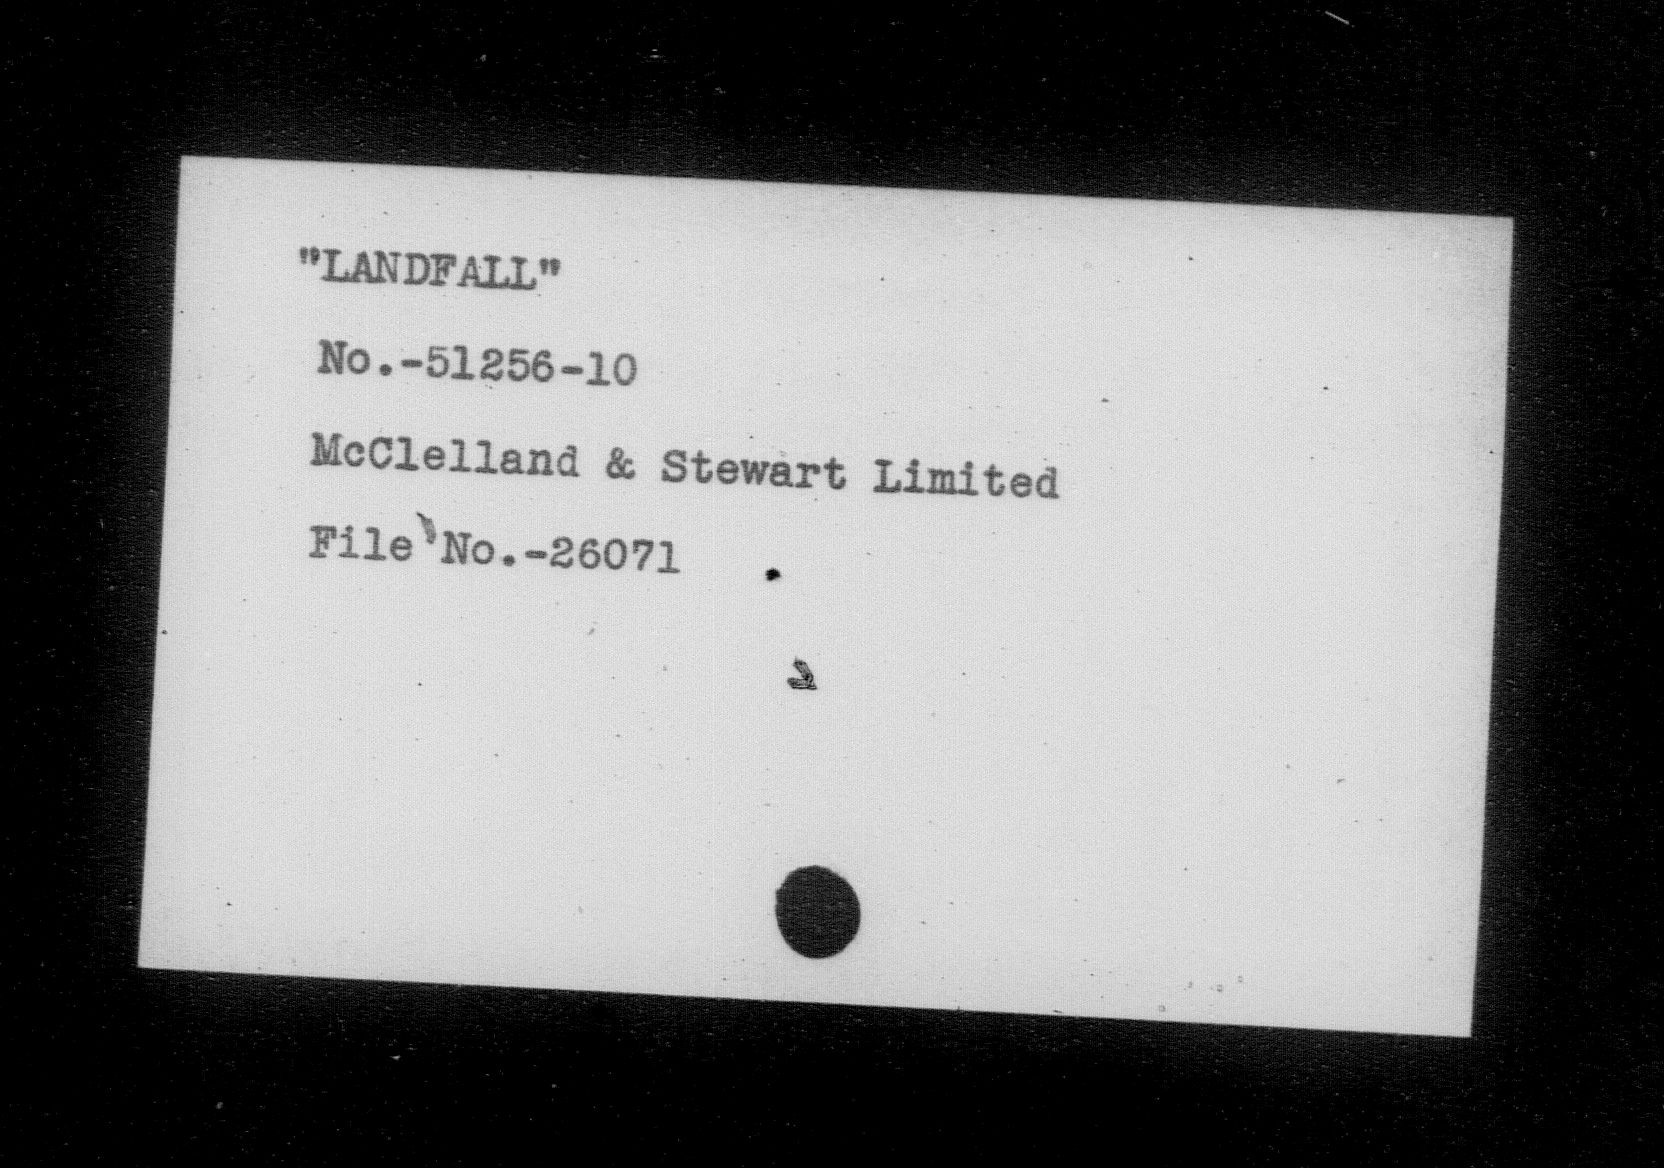 "LANDFALL"
No.-51256-10
McClelland & Stewart Limited
File No.-26071